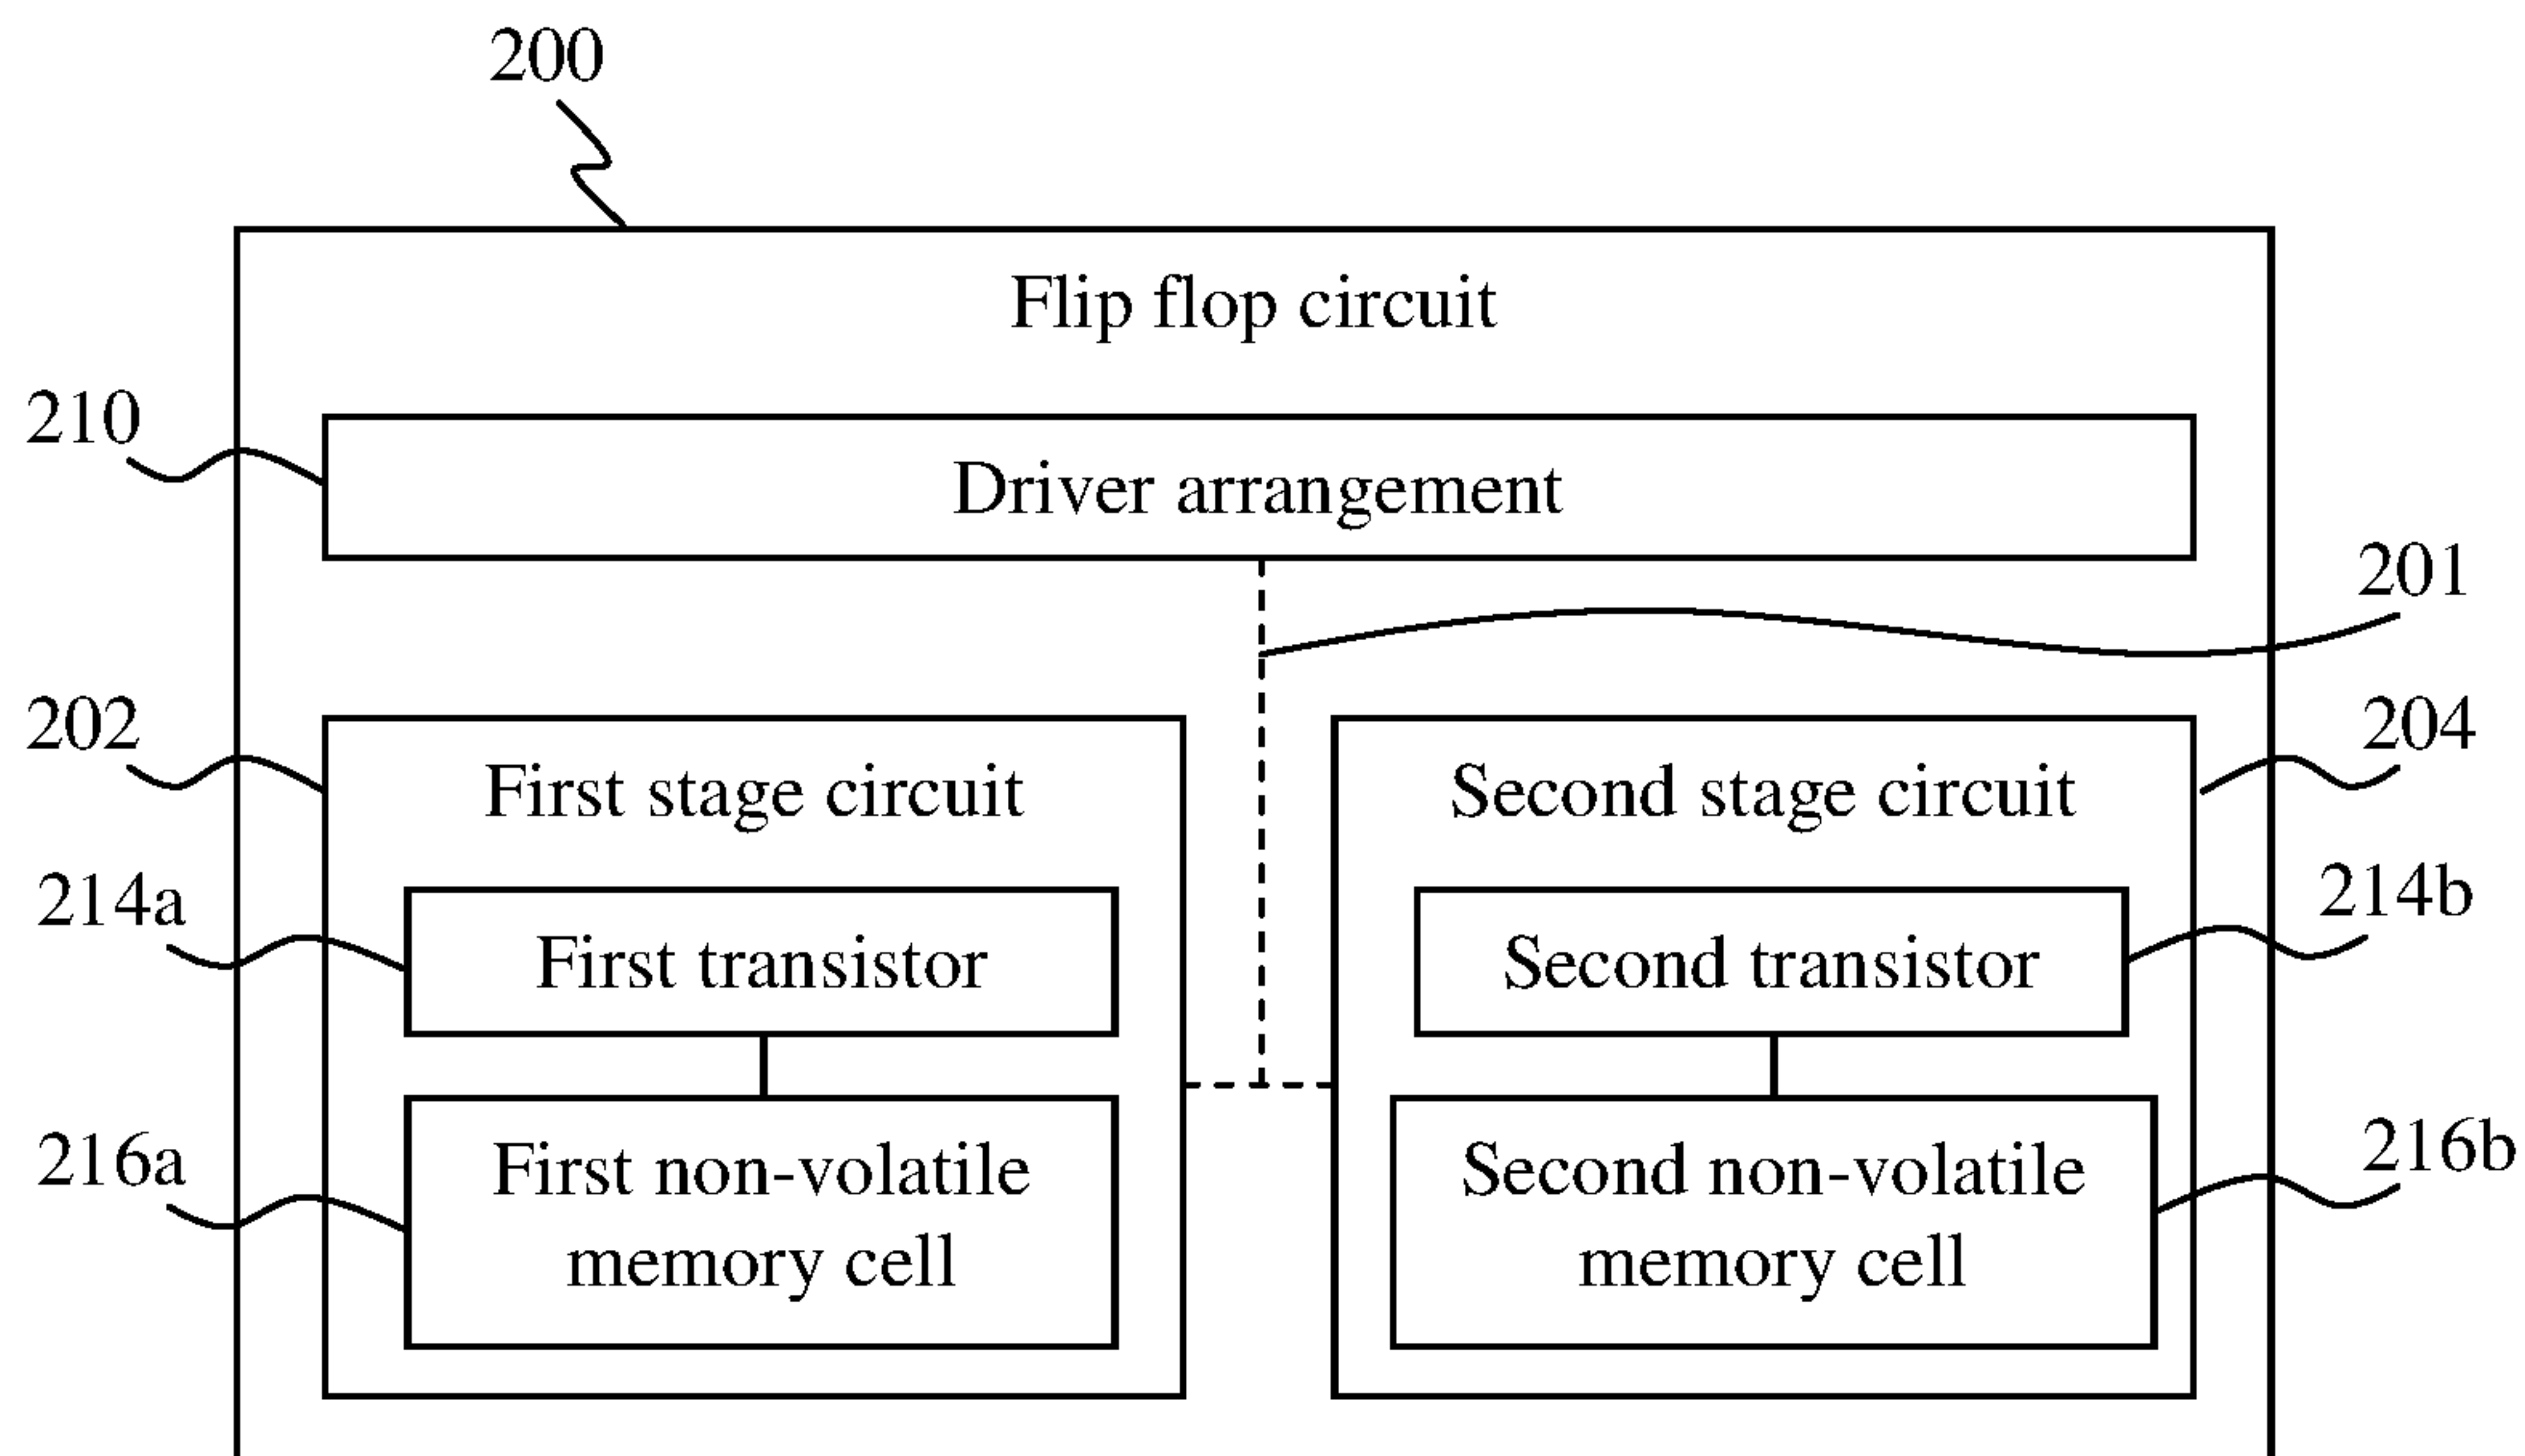 200
Flip flop circuit
210
Driver arrangement
201
202
204
First stage circuit
Second stage circuit
214a
214b
First transistor
Second transistor
216a
216b
First non-volatile
memory cell
Second non-volatile
memory cell